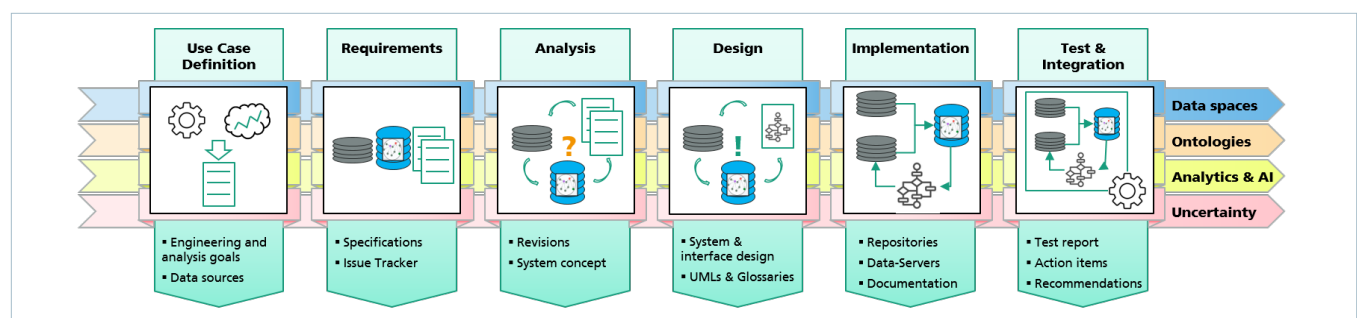 Use Case
Definition
Requirements
Analysis
Design
Implementation
Test &
Integration
Data spaces
Ontologies
Analytics & AI
Uncertainty
?
!
▪ Engineering and
analysis goals
▪ Data sources
▪ Specifications
▪ Issue Tracker
▪ Revisions
▪ System concept
▪ System &
interface design
▪ UMLs & Glossaries
▪ Repositories
▪ Data-Servers
▪ Documentation
▪ Test report
▪ Action items
▪ Recommendations